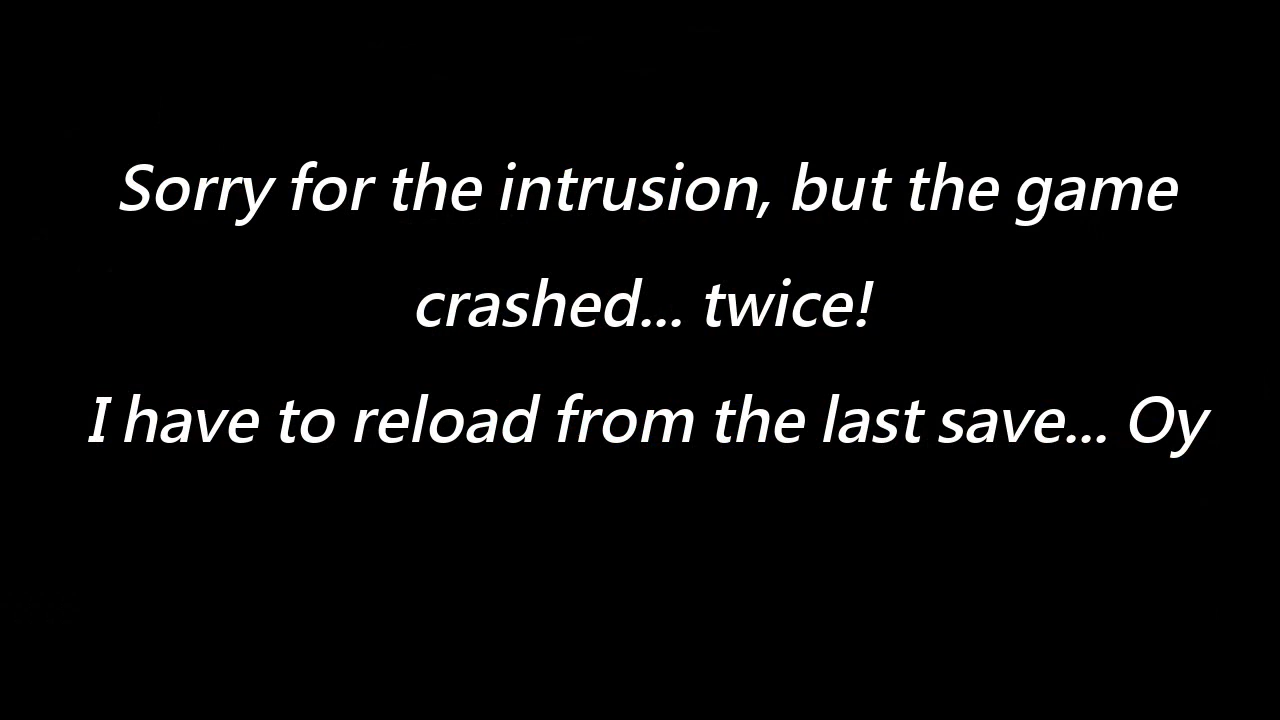 Sorry for the intrusion, but the game
crashed... twice!
I have to reload from the last save... Oy